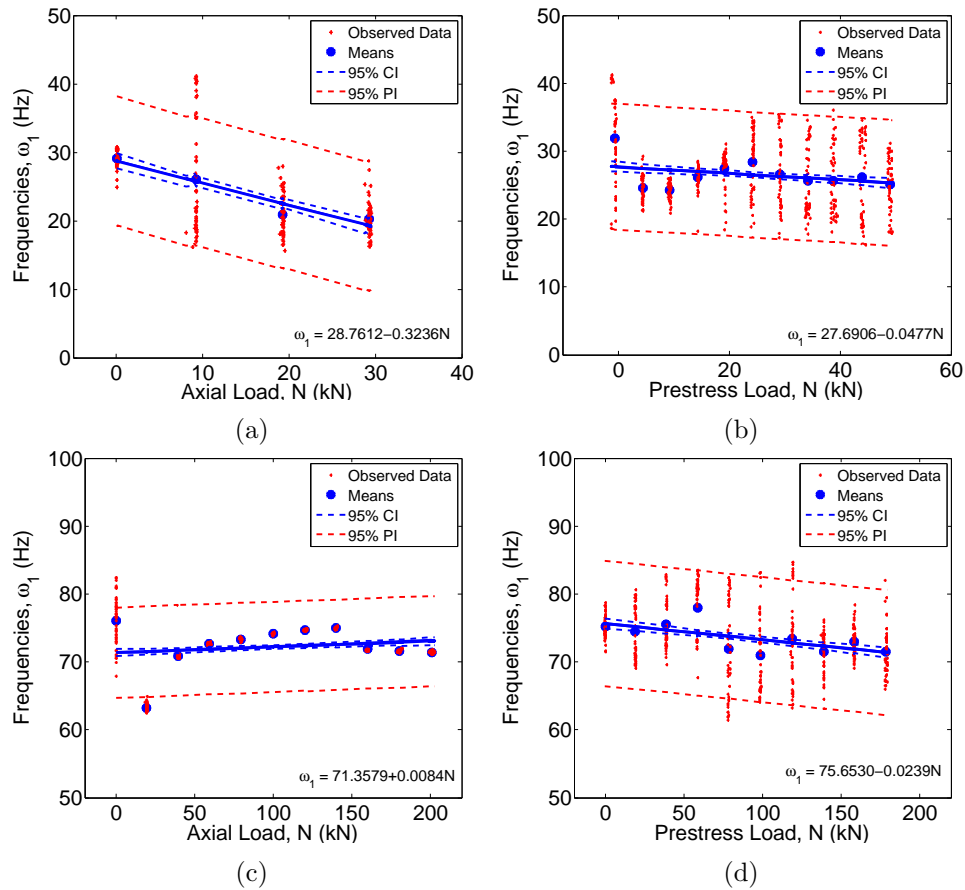 50
40
30
20
10
0
Frequencies, ω₁ (Hz)
Observed Data
Means
95% CI
95% PI
ω₁ = 28.7612−0.3236N
0 10 20 30 40
Axial Load, N (kN)
(a)
50
40
30
20
10
0
Frequencies, ω₁ (Hz)
Observed Data
Means
95% CI
95% PI
ω₁ = 27.6906−0.0477N
0 20 40 60
Prestress Load, N (kN)
(b)
100
90
80
70
60
50
Frequencies, ω₁ (Hz)
Observed Data
Means
95% CI
95% PI
ω₁ = 71.3579+0.0084N
0 50 100 150 200
Axial Load, N (kN)
(c)
100
90
80
70
60
50
Frequencies, ω₁ (Hz)
Observed Data
Means
95% CI
95% PI
ω₁ = 75.6530−0.0239N
0 50 100 150 200
Prestress Load, N (kN)
(d)